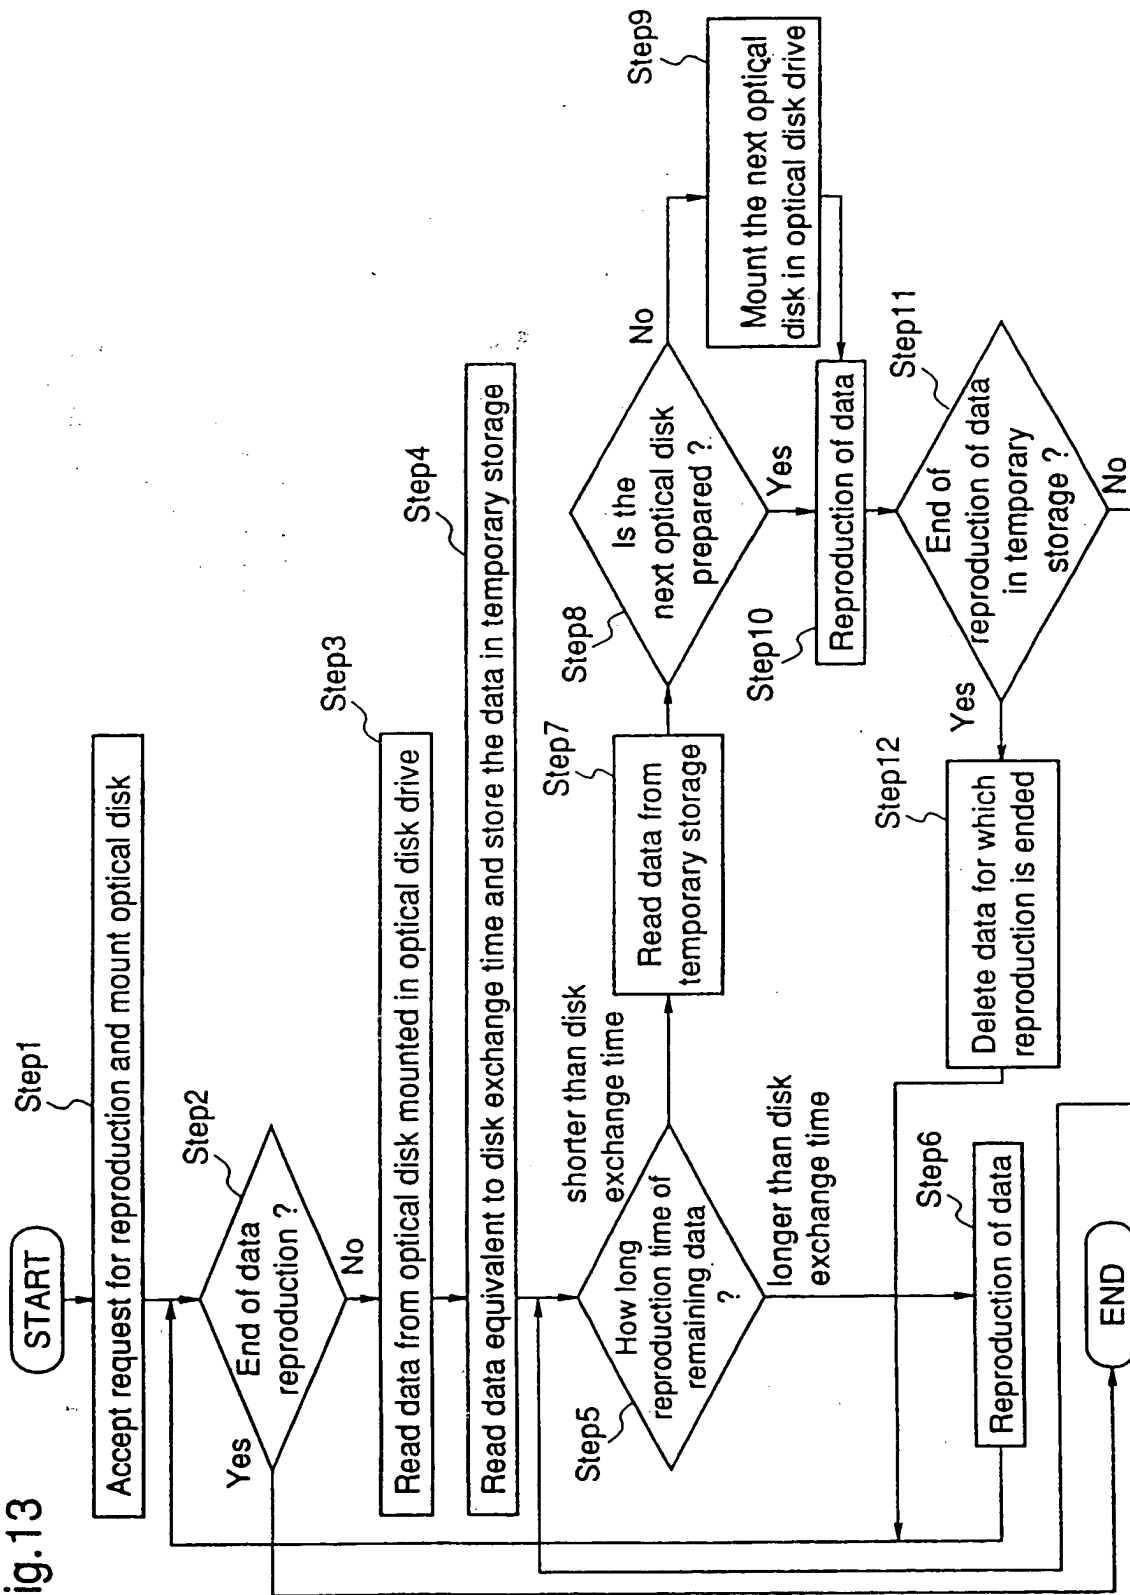 ig.13
START
Step1
Accept request for reproduction and mount optical disk
Step2
End of data
reproduction ?
Yes
No
Step3
Read data from optical disk mounted in optical disk drive
Step4
Read data equivalent to disk exchange time and store the data in temporary storage
Step5
How long
reproduction time of
remaining data
?
shorter than disk
exchange time
longer than disk
exchange time
Step6
Reproduction of data
Step7
Read data from
temporary storage
Step8
Is the
next optical disk
prepared ?
No
Yes
Step9
Mount the next optical
disk in optical disk drive
Step10
Reproduction of data
Step11
End of
reproduction of data
in temporary
storage ?
Yes
No
Step12
Delete data for which
reproduction is ended
END